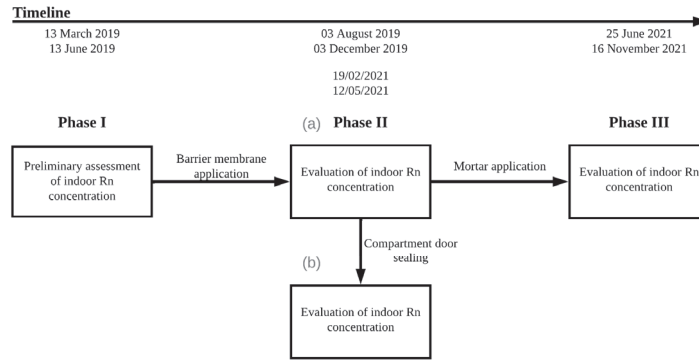 Timeline
13 March 2019
13 June 2019
03 August 2019
03 December 2019
19/02/2021
12/05/2021
25 June 2021
16 November 2021
Phase I
(a) Phase II
Phase III
Preliminary assessment
of indoor Rn
concentration
Barrier membrane
application
Evaluation of indoor Rn
concentration
Mortar application
Evaluation of indoor Rn
concentration
Compartment door
sealing
(b)
Evaluation of indoor Rn
concentration